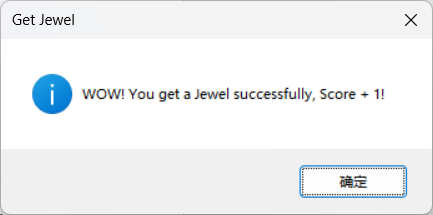 Get Jewel
WOW! You get a Jewel successfully, Score + 1!
确定